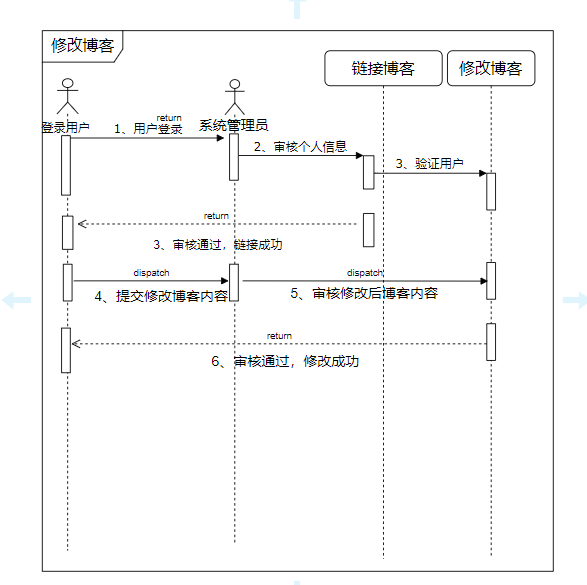 修改博客
链接博客
修改博客
登录用户
系统管理员
return
1、用户登录
2、审核个人信息
3、验证用户
return
3、审核通过，链接成功
dispatch
4、提交修改博客内容
dispatch
5、审核修改后博客内容
return
6、审核通过，修改成功